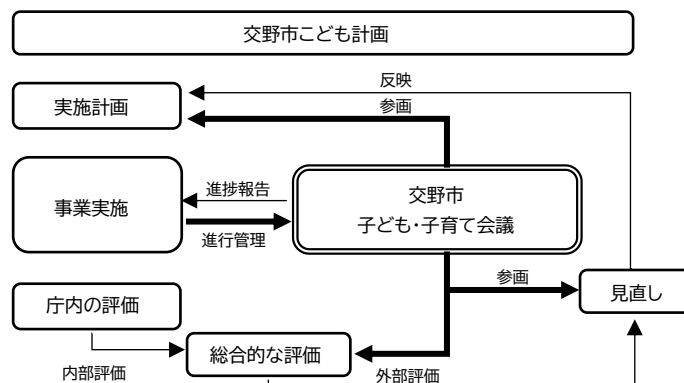 交野市こども計画
反映
実施計画
参画
事業実施
進捗報告
進行管理
交野市
子ども・子育て会議
参画
見直し
庁内の評価
総合的な評価
内部評価
外部評価